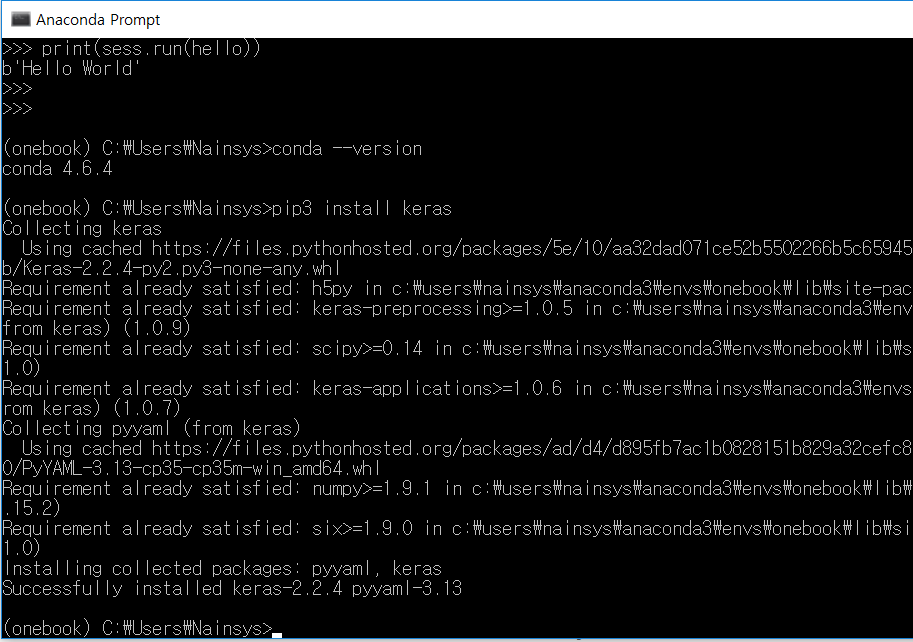 Anaconda Prompt
>>> print(sess.run(hello))
b'Hello World'
>>>
>>>
(onebook) C:₩Users₩Nainsys>conda --version
conda 4.6.4
(onebook) C:₩Users₩Nainsys>pip3 install keras
Collecting keras
  Using cached https://files.pythonhosted.org/packages/5e/10/aa32dad071ce52b5502266b5c65945
b/Keras-2.2.4-py2.py3-none-any.whl
Requirement already satisfied: h5py in c:₩users₩nainsys₩anaconda3₩envs₩onebook₩lib₩site-pac
Requirement already satisfied: keras-preprocessing>=1.0.5 in c:₩users₩nainsys₩anaconda3₩env
from keras) (1.0.9)
Requirement already satisfied: scipy>=0.14 in c:₩users₩nainsys₩anaconda3₩envs₩onebook₩lib₩s
1.0)
Requirement already satisfied: keras-applications>=1.0.6 in c:₩users₩nainsys₩anaconda3₩envs
rom keras) (1.0.7)
Collecting pyyaml (from keras)
  Using cached https://files.pythonhosted.org/packages/ad/d4/d895fb7ac1b0828151b829a32cefc8
0/PyYAML-3.13-cp35-cp35m-win_amd64.whl
Requirement already satisfied: numpy>=1.9.1 in c:₩users₩nainsys₩anaconda3₩envs₩onebook₩lib₩
.15.2)
Requirement already satisfied: six>=1.9.0 in c:₩users₩nainsys₩anaconda3₩envs₩onebook₩lib₩si
1.0)
Installing collected packages: pyyaml, keras
Successfully installed keras-2.2.4 pyyaml-3.13
(onebook) C:₩Users₩Nainsys>